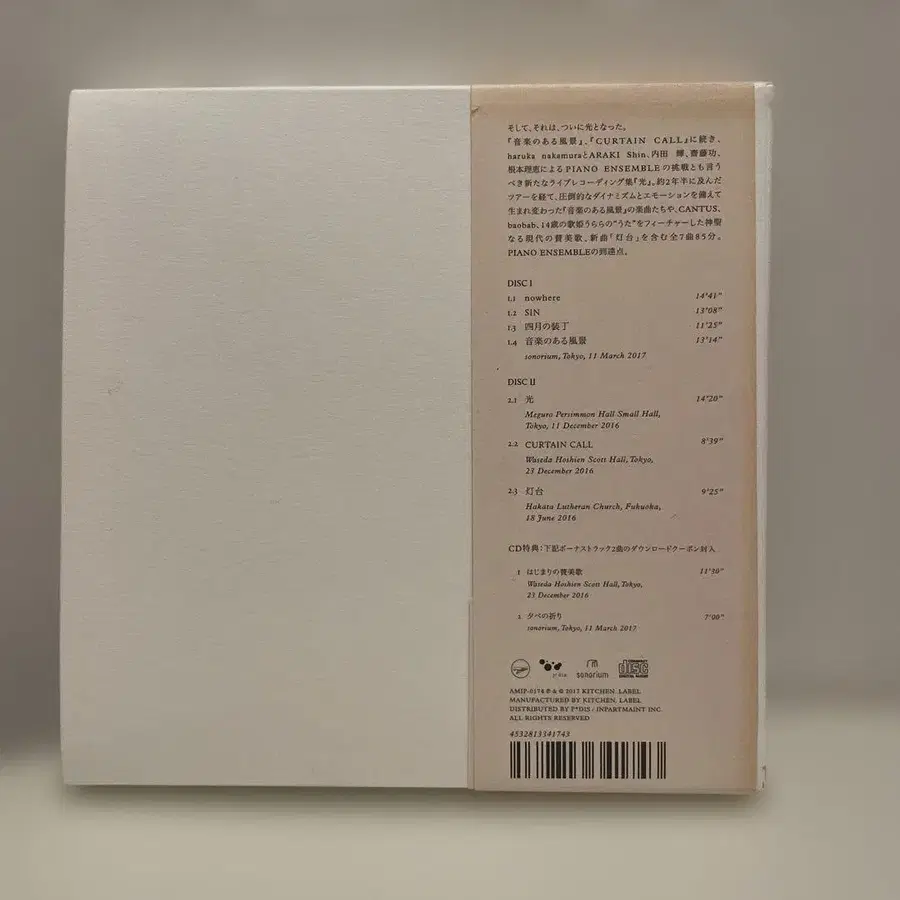 そして、それは、ついに光となった。
『音楽のある風景』、『CURTAIN CALL』に続き、
haruka nakamuraとARAKI Shin、内田 輝、齋藤功、
根本理恵によるPIANO ENSEMBLEの挑戦とも言う
べき新たなライブレコーディング集『光』。約2年半に及んだ
ツアーを経て、圧倒的なダイナミズムとエモーションを備えて
生まれ変わった『音楽のある風景』の楽曲たちや、CANTUS、
baobab、14歳の歌姫うららの"うた"をフィーチャーした神聖
なる現代の賛美歌、新曲「灯台」を含む全7曲85分。
PIANO ENSEMBLEの到達点。
DISC I
1.1 nowhere 14'41"
1.2 SIN 13'08"
1.3 四月の装丁 11'25"
1.4 音楽のある風景 13'14"
sonorium, Tokyo, 11 March 2017
DISC II
2.1 光 14'20"
Meguro Persimmon Hall Small Hall,
Tokyo, 11 December 2016
2.2 CURTAIN CALL 8'39"
Waseda Hoshien Scott Hall, Tokyo,
23 December 2016
2.3 灯台 9'25"
Hakata Lutheran Church, Fukuoka,
18 June 2016
CD特典：下記ボーナストラック2曲のダウンロードクーポン封入
1 はじまりの賛美歌 11'30"
Waseda Hoshien Scott Hall, Tokyo,
23 December 2016
2 夕べの祈り 7'00"
sonorium, Tokyo, 11 March 2017
p*dis
sonorium
COMPACT disc DIGITAL AUDIO
AMIP-0574 ℗ & © 2017 KITCHEN. LABEL
MANUFACTURED BY KITCHEN. LABEL
DISTRIBUTED BY P*DIS / INPARTMAINT INC.
ALL RIGHTS RESERVED
4532813341743